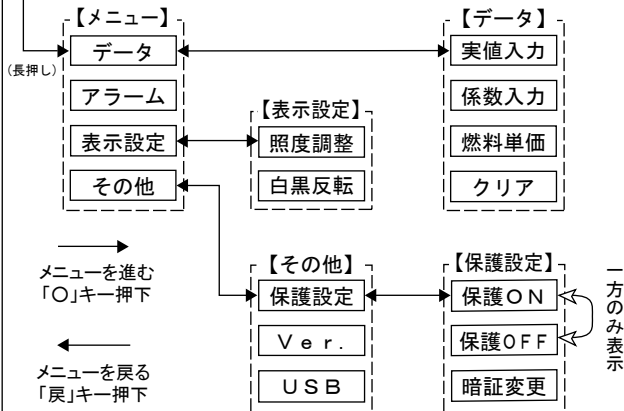 【メニュー】
データ
アラーム
表示設定
その他
(長押し)
【データ】
実値入力
係数入力
燃料単価
クリア
【表示設定】
照度調整
白黒反転
メニューを進む
「〇」キー押下
メニューを戻る
「戻」キー押下
【その他】
保護設定
Ver.
USB
【保護設定】
保護ON
保護OFF
暗証変更
一方のみ表示